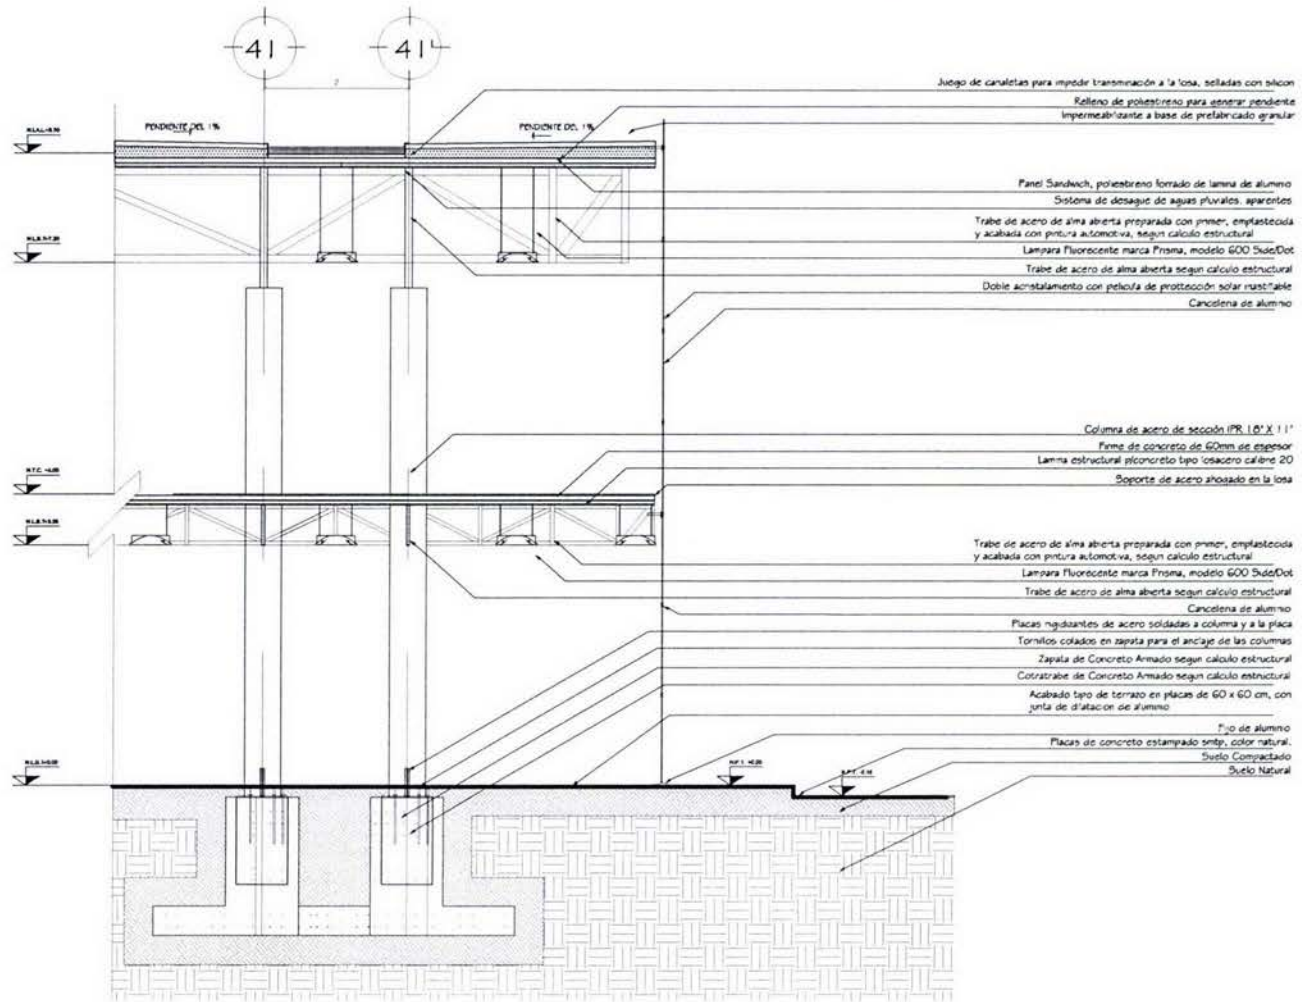 41
41'
2
Juego de canaletas para impedir transminación a la losa, selladas con silicon
Relleno de poliestireno para generar pendiente
Impermeabilizante a base de prefabricado granular
PENDIENTE DEL 1%
PENDIENTE DEL 1%
Panel Sandwich, poliestireno forrado de lamina de aluminio
Sistema de desague de aguas pluviales, aparentes
Trabe de acero de alma abierta preparada con primer, emplastecida
y acabada con pintura automotiva, segun calculo estructural
Lampara Fluorecente marca Prisma, modelo 600 Side/Dot
Trabe de acero de alma abierta segun calculo estructural
Doble acristalamiento con pelicula de prottección solar
Canceleria de aluminio
Columna de acero de sección IPR 18" X 11"
Firme de concreto de 60mm de espesor
Lamina estructural p/concreto tipo losacero calibre 20
Soporte de acero ahogado en la losa
Trabe de acero de alma abierta preparada con primer, emplastecida
y acabada con pintura automotiva, segun calculo estructural
Lampara Fluorecente marca Prisma, modelo 600 Side/Dot
Trabe de acero de alma abierta segun calculo estructural
Canceleria de aluminio
Placas rigidizantes de acero soldadas a columna y a la placa
Tornillos colados en zapata para el anclaje de las columnas
Zapata de Concreto Armado segun calculo estructural
Cotratrabe de Concreto Armado segun calculo estructural
Acabado tipo de terrazo en placas de 60 x 60 cm, con
junta de dilatacion de aluminio
Fijo de aluminio
Placas de concreto estampado smtp, color natural.
Suelo Compactado
Suelo Natural